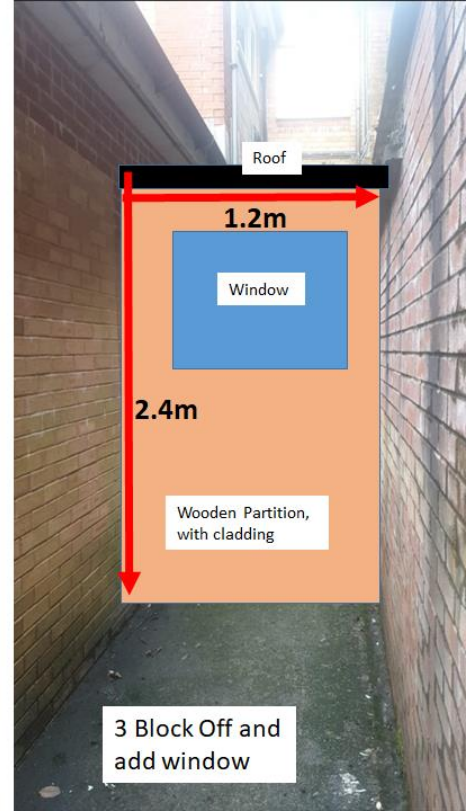 Roof
1.2m
Window
2.4m
Wooden Partition,
with cladding
3 Block Off and
add window